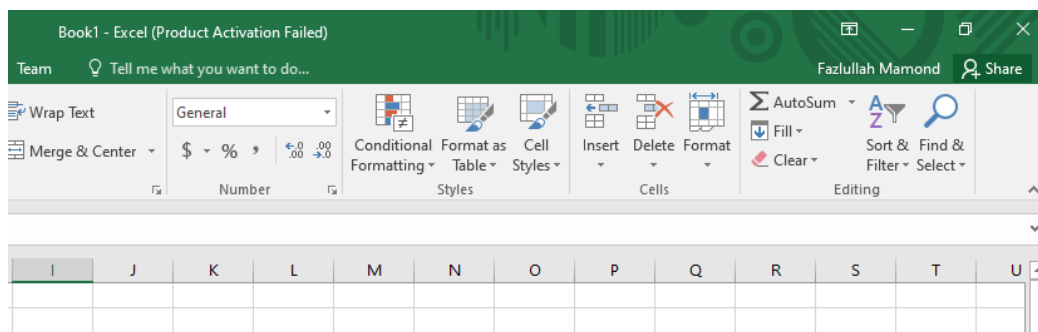 Book1 - Excel (Product Activation Failed)
Team Tell me what you want to do... Fazlullah Mamond Share
Wrap Text General AutoSum
Fill
Merge & Center $ % , .0 .00 .00 .0 Conditional Format as Cell Insert Delete Format Sort & Find &
Clear Formatting Table Styles Filter Select
Number Styles Cells Editing
I J K L M N O P Q R S T U